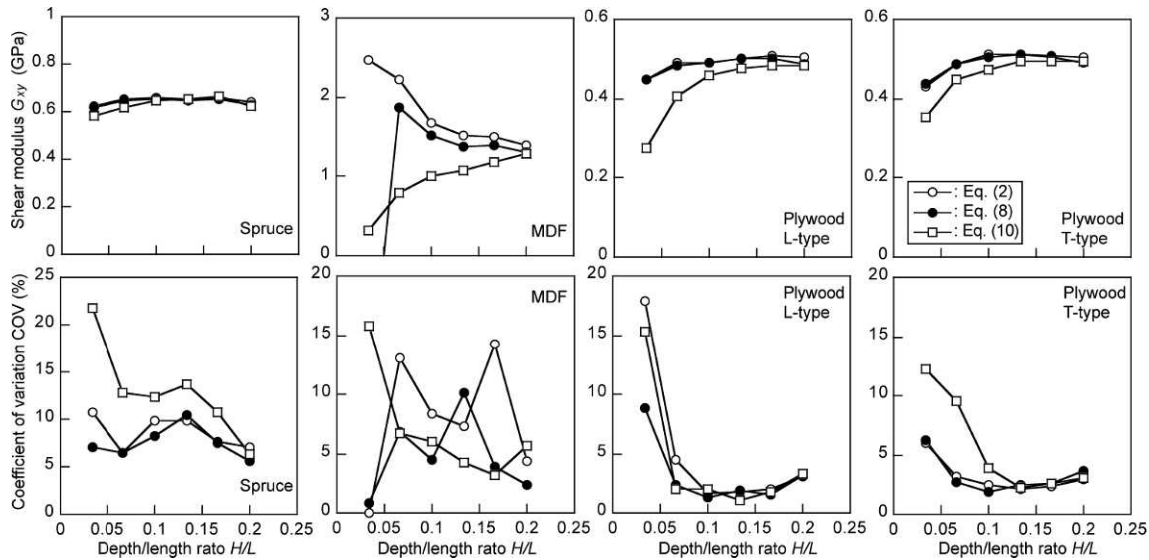 Shear modulus Gxy (GPa)
1
0.8
0.6
0.4
0.2
0
Spruce
3
2
1
0
MDF
0.6
0.4
0.2
0
Plywood
L-type
0.6
0.4
0.2
0
: Eq. (2)
: Eq. (8)
: Eq. (10)
Plywood
T-type
Coefficient of variation COV (%)
25
20
15
10
5
0
Spruce
0 0.05 0.1 0.15 0.2 0.25
Depth/length rato H/L
20
15
10
5
0
MDF
0 0.05 0.1 0.15 0.2 0.25
Depth/length rato H/L
20
15
10
5
0
Plywood
L-type
0 0.05 0.1 0.15 0.2 0.25
Depth/length rato H/L
20
15
10
5
0
Plywood
T-type
0 0.05 0.1 0.15 0.2 0.25
Depth/length rato H/L